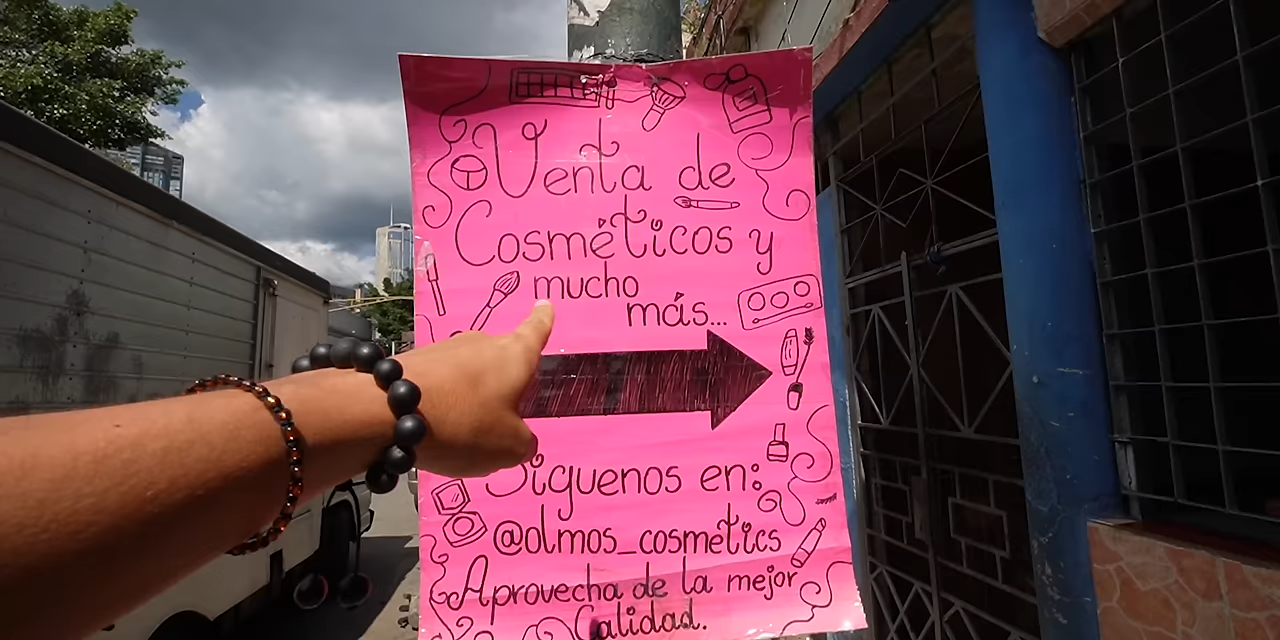 Venta de
Cosméticos y
mucho
más...
Síguenos en:
@olmos_cosmetics
Aprovecha de la mejor
Calidad.